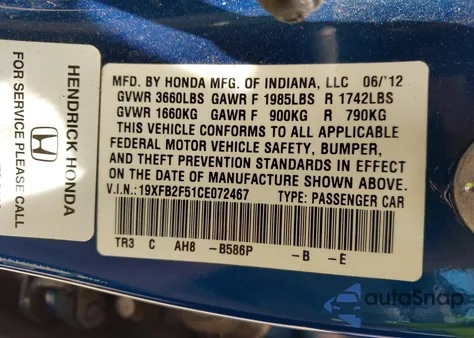 HENDRICK HONDA
FOR SERVICE PLEASE CALL
MFD. BY HONDA MFG. OF INDIANA, LLC 06/'12
GVWR 3660LBS GAWR F 1985LBS R 1742LBS
GVWR 1660KG GAWR F 900KG R 790KG
THIS VEHICLE CONFORMS TO ALL APPLICABLE
FEDERAL MOTOR VEHICLE SAFETY, BUMPER,
AND THEFT PREVENTION STANDARDS IN EFFECT
ON THE DATE OF MANUFACTURE SHOWN ABOVE.
V.I.N.: 19XFB2F51CE072467 TYPE: PASSENGER CAR
TR3 C AH8 -B586P -B -E
autoSnap